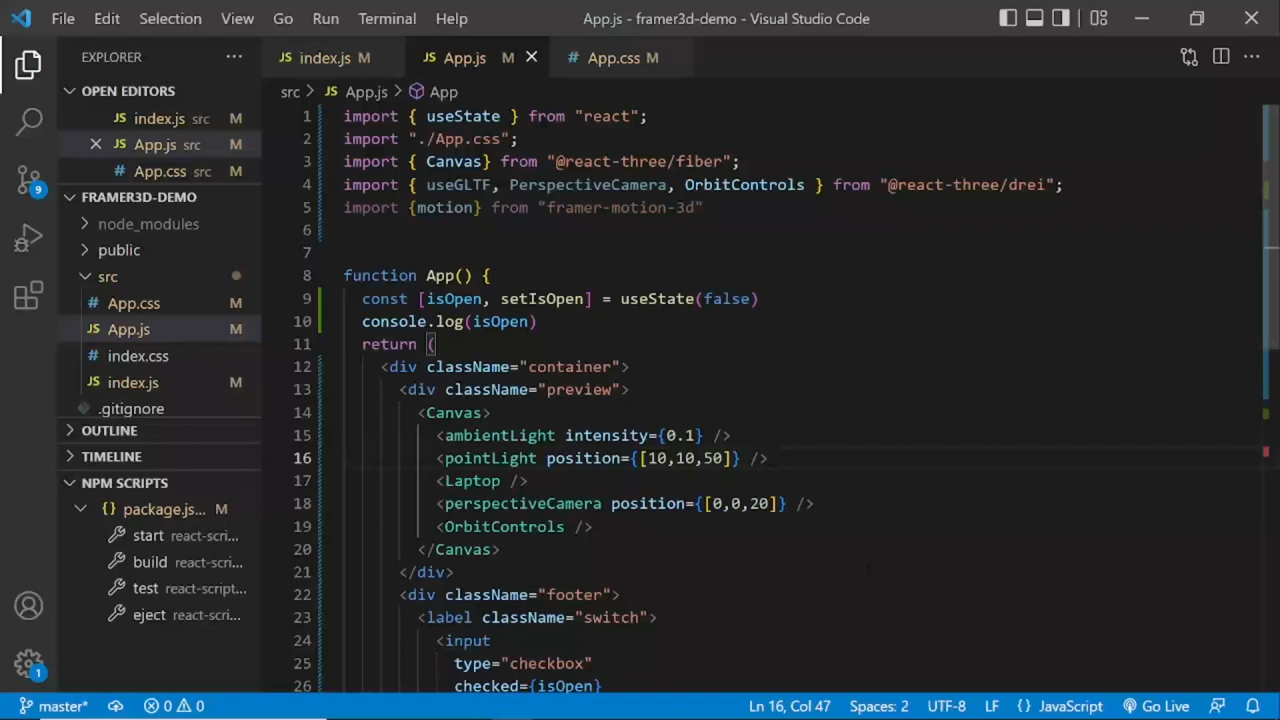 File Edit Selection View Go Run Terminal Help App.js - framer3d-demo - Visual Studio Code
EXPLORER ···
JS index.js M JS App.js M # App.css M
OPEN EDITORS
JS index.js src M
JS App.js src M
# App.css src M
FRAMER3D-DEMO
node_modules
public
src
# App.css M
JS App.js M
# index.css
JS index.js M
.gitignore
OUTLINE
TIMELINE
NPM SCRIPTS
{} package.js... M
start react-scri...
build react-scri...
test react-script...
eject react-scri...
9
1
src > JS App.js > App
1 import { useState } from "react";
2 import "./App.css";
3 import { Canvas} from "@react-three/fiber";
4 import { useGLTF, PerspectiveCamera, OrbitControls } from "@react-three/drei";
5 import {motion} from "framer-motion-3d"
6
7
8 function App() {
9 const [isOpen, setIsOpen] = useState(false)
10 console.log(isOpen)
11 return (
12 <div className="container">
13 <div className="preview">
14 <Canvas>
15 <ambientLight intensity={0.1} />
16 <pointLight position={[10,10,50]} />
17 <Laptop />
18 <perspectiveCamera position={[0,0,20]} />
19 <OrbitControls />
20 </Canvas>
21 </div>
22 <div className="footer">
23 <label className="switch">
24 <input
25 type="checkbox"
26 checked={isOpen}
master* 0 0 Ln 16, Col 47 Spaces: 2 UTF-8 LF {} JavaScript Go Live